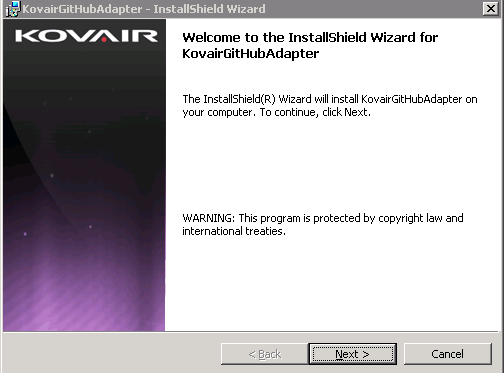 KovairGitHubAdapter - InstallShield Wizard
KOVAIR
Welcome to the InstallShield Wizard for
KovairGitHubAdapter
The InstallShield(R) Wizard will install KovairGitHubAdapter on
your computer. To continue, click Next.
WARNING: This program is protected by copyright law and
international treaties.
< Back
Next >
Cancel